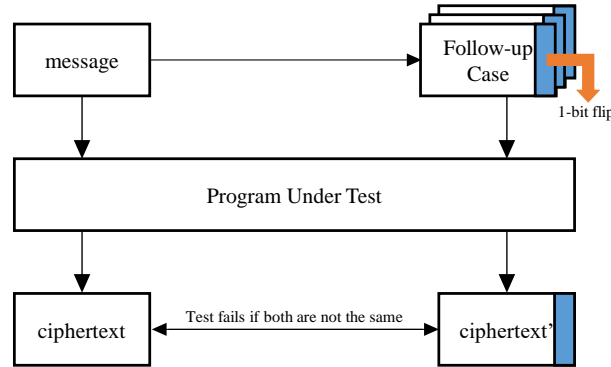 message
Follow-up
Case
1-bit flip
Program Under Test
Test fails if both are not the same
ciphertext
ciphertext’